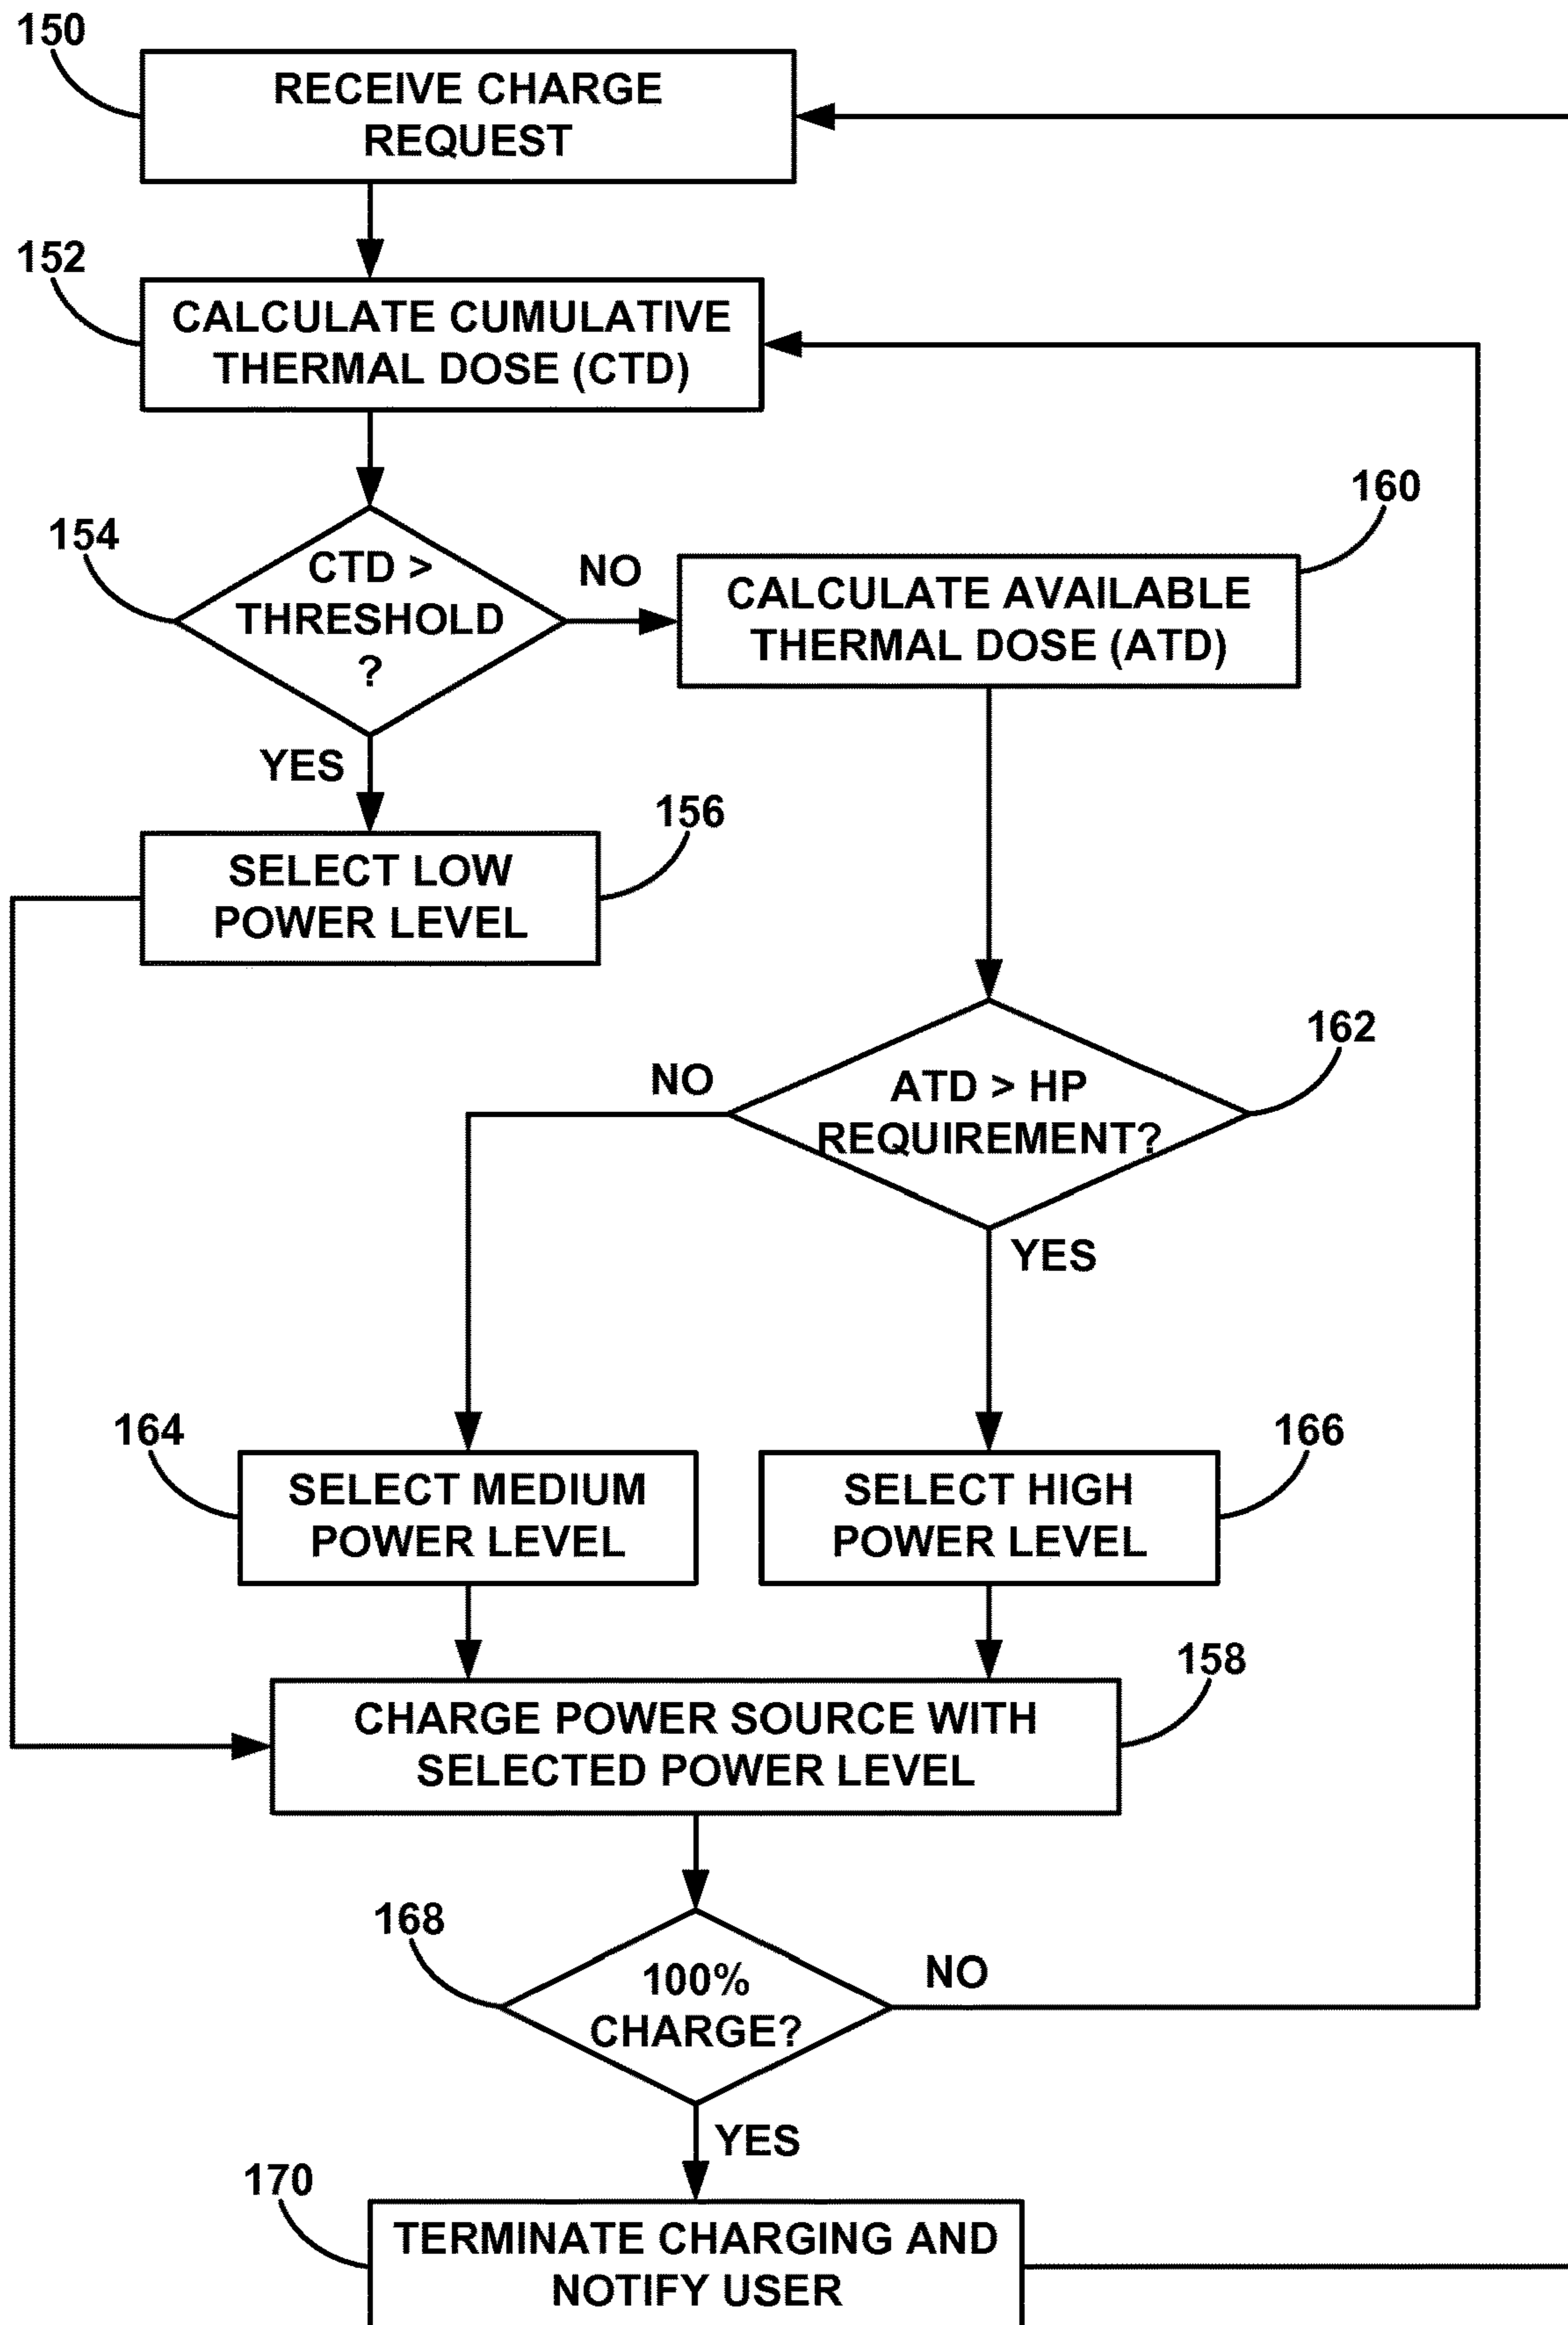 150
RECEIVE CHARGE
REQUEST
152
CALCULATE CUMULATIVE
THERMAL DOSE (CTD)
154
CTD >
THRESHOLD
?
NO
160
CALCULATE AVAILABLE
THERMAL DOSE (ATD)
YES
156
SELECT LOW
POWER LEVEL
162
ATD > HP
REQUIREMENT?
NO
YES
164
SELECT MEDIUM
POWER LEVEL
166
SELECT HIGH
POWER LEVEL
158
CHARGE POWER SOURCE WITH
SELECTED POWER LEVEL
168
100%
CHARGE?
NO
YES
170
TERMINATE CHARGING AND
NOTIFY USER